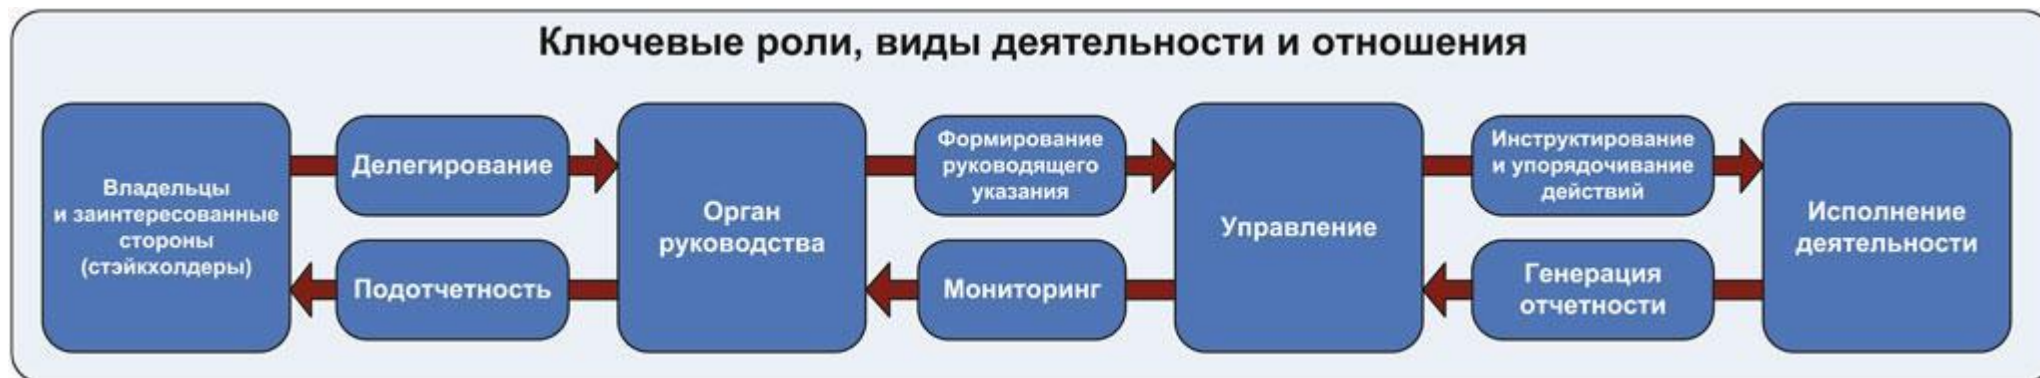 Ключевые роли, виды деятельности и отношения
Владельцы
и заинтересованные
стороны
(стэйкхолдеры)
Делегирование
Подотчетность
Орган
руководства
Формирование
руководящего
указания
Мониторинг
Управление
Инструктирование
и упорядочивание
действий
Генерация
отчетности
Исполнение
деятельности